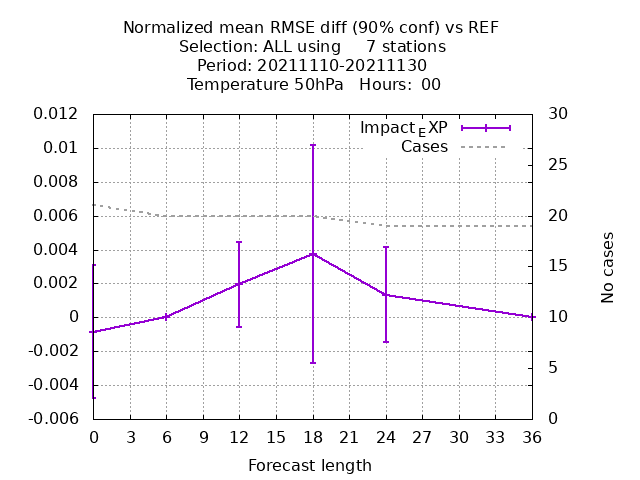 Normalized mean RMSE diff (90% conf) vs REF
Selection: ALL using     7 stations
Period: 20211110-20211130
Temperature 50hPa   Hours:  00
0.012
0.01
0.008
0.006
0.004
0.002
0
-0.002
-0.004
-0.006
Impact_EXP
Cases
30
25
20
15
10
5
0
No cases
0 3 6 9 12 15 18 21 24 27 30 33 36
Forecast length